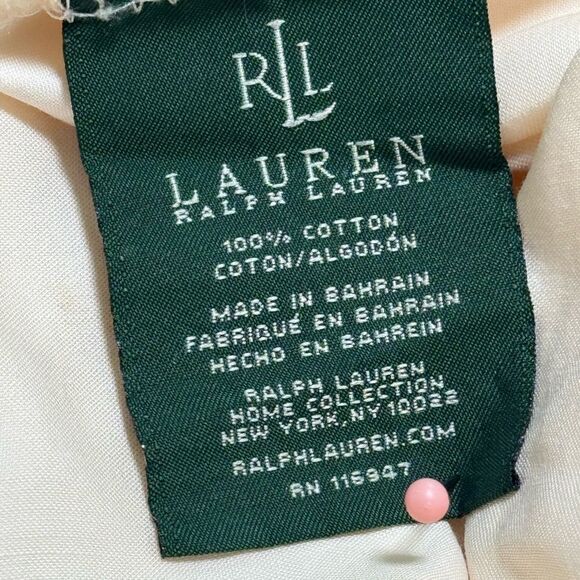 RLL
LAUREN
RALPH LAUREN
100% COTTON
COTON/ALGODÓN
MADE IN BAHRAIN
FABRIQUÉ EN BAHRAIN
HECHO EN BAHREIN
RALPH LAUREN
HOME COLLECTION
NEW YORK, NY 10022
RALPHLAUREN.COM
RN 115947